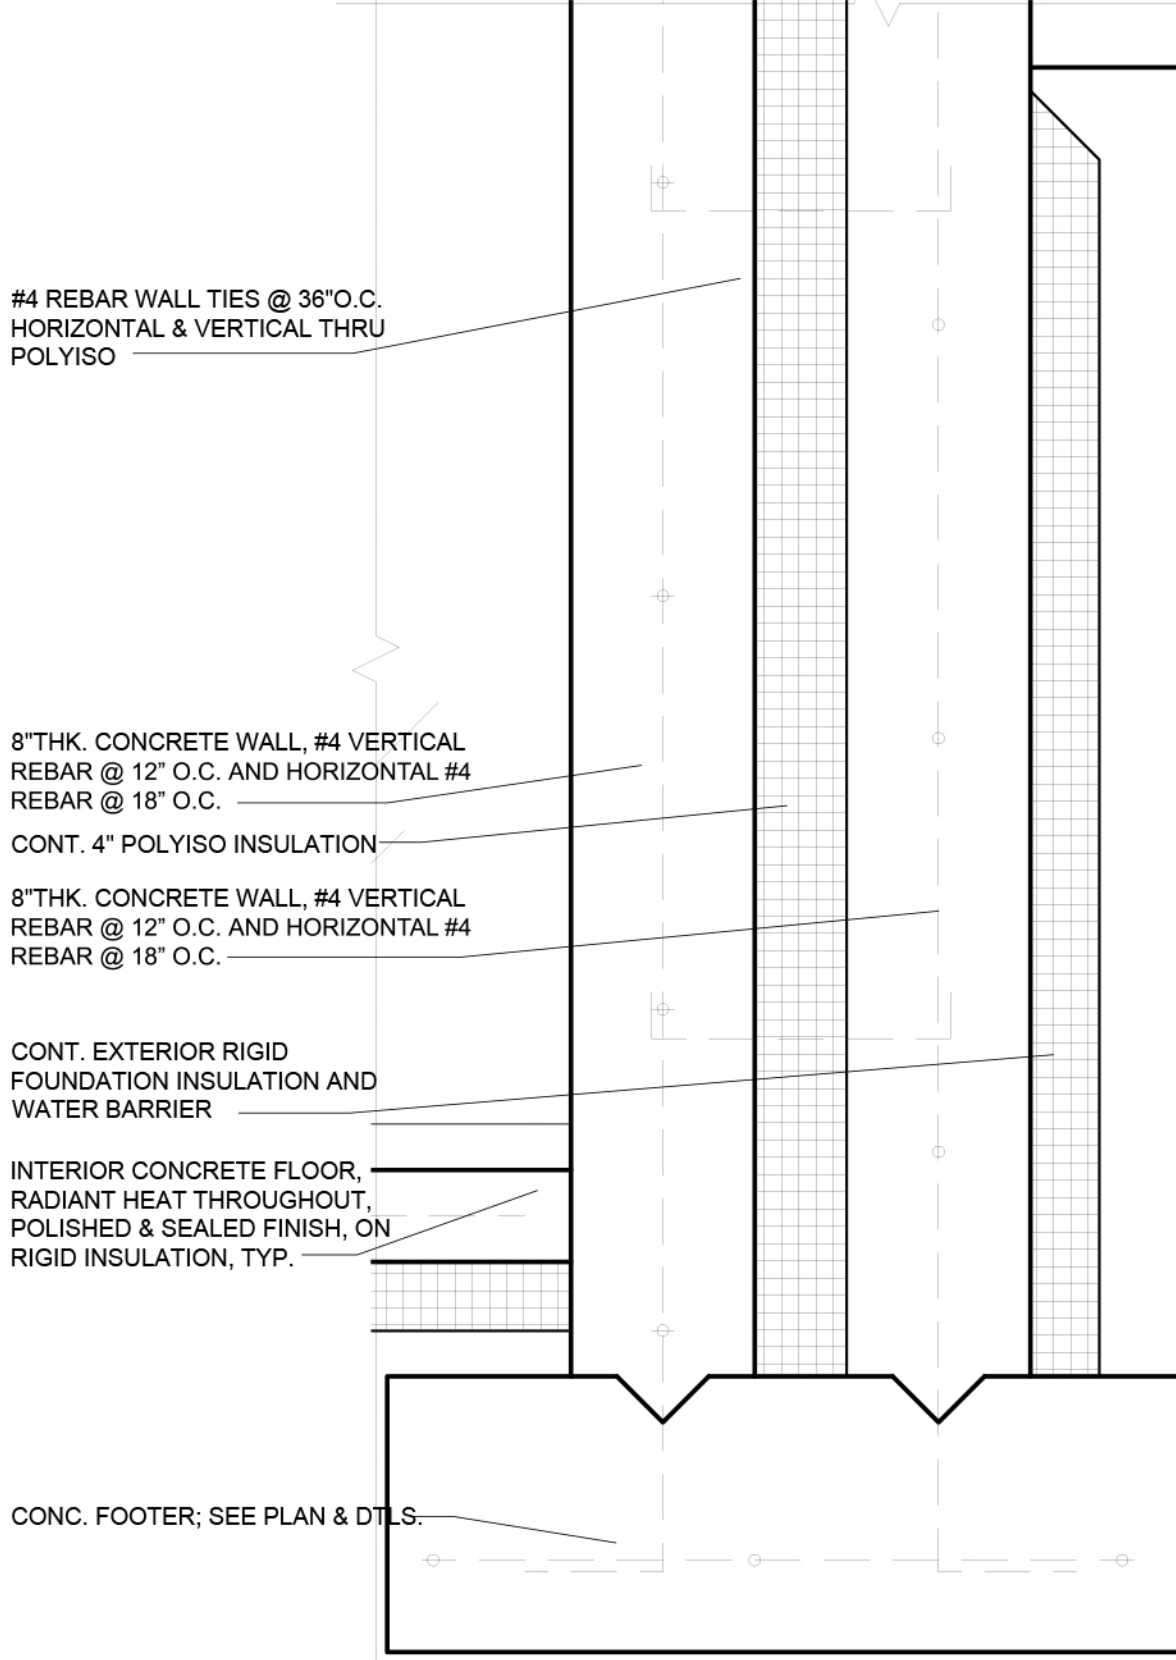 #4 REBAR WALL TIES @ 36"O.C.
HORIZONTAL & VERTICAL THRU
POLYISO
8"THK. CONCRETE WALL, #4 VERTICAL
REBAR @ 12” O.C. AND HORIZONTAL #4
REBAR @ 18” O.C.
CONT. 4" POLYISO INSULATION
8"THK. CONCRETE WALL, #4 VERTICAL
REBAR @ 12” O.C. AND HORIZONTAL #4
REBAR @ 18” O.C.
CONT. EXTERIOR RIGID
FOUNDATION INSULATION AND
WATER BARRIER
INTERIOR CONCRETE FLOOR,
RADIANT HEAT THROUGHOUT,
POLISHED & SEALED FINISH, ON
RIGID INSULATION, TYP.
CONC. FOOTER; SEE PLAN & DTLS.